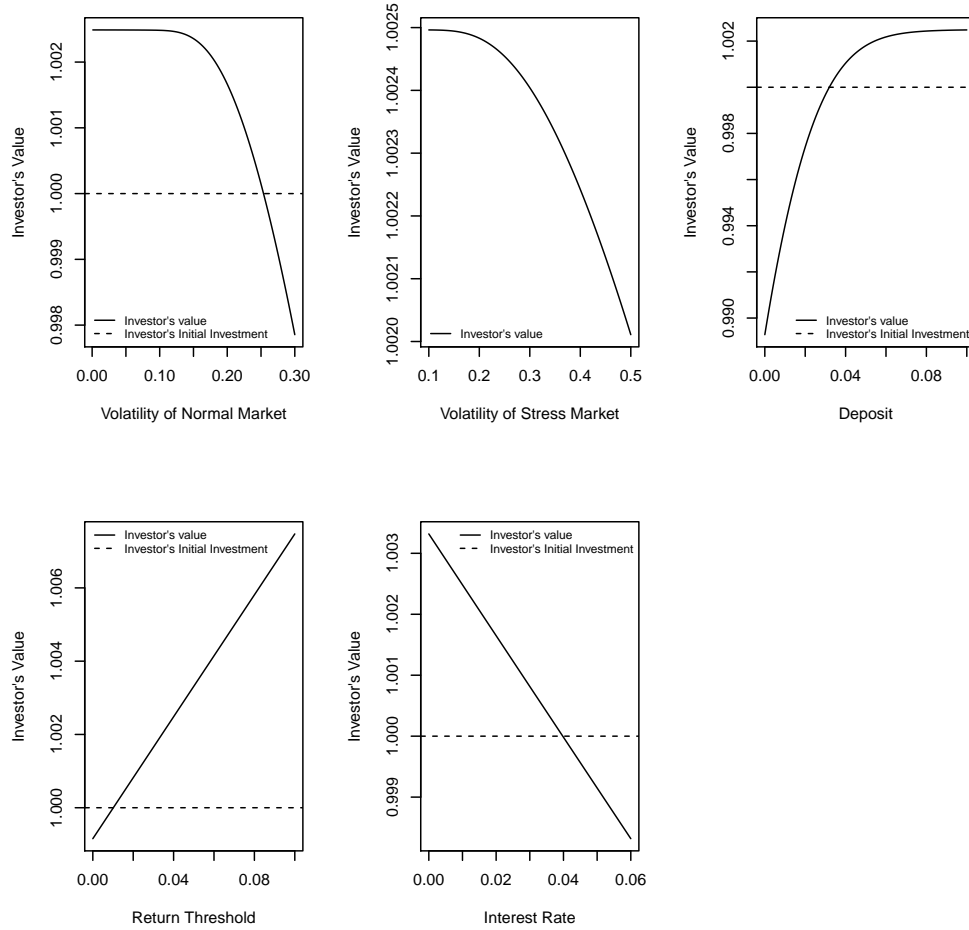 Investor's Value
0.998 0.999 1.000 1.001 1.002
Investor's value
Investor's Initial Investment
0.00 0.10 0.20 0.30
Volatility of Normal Market
Investor's Value
1.0020 1.0021 1.0022 1.0023 1.0024 1.0025
Investor's value
0.1 0.2 0.3 0.4 0.5
Volatility of Stress Market
Investor's Value
0.990 0.994 0.998 1.002
Investor's value
Investor's Initial Investment
0.00 0.04 0.08
Deposit
Investor's Value
1.000 1.002 1.004 1.006
Investor's value
Investor's Initial Investment
0.00 0.04 0.08
Return Threshold
Investor's Value
0.999 1.000 1.001 1.002 1.003
Investor's value
Investor's Initial Investment
0.00 0.02 0.04 0.06
Interest Rate